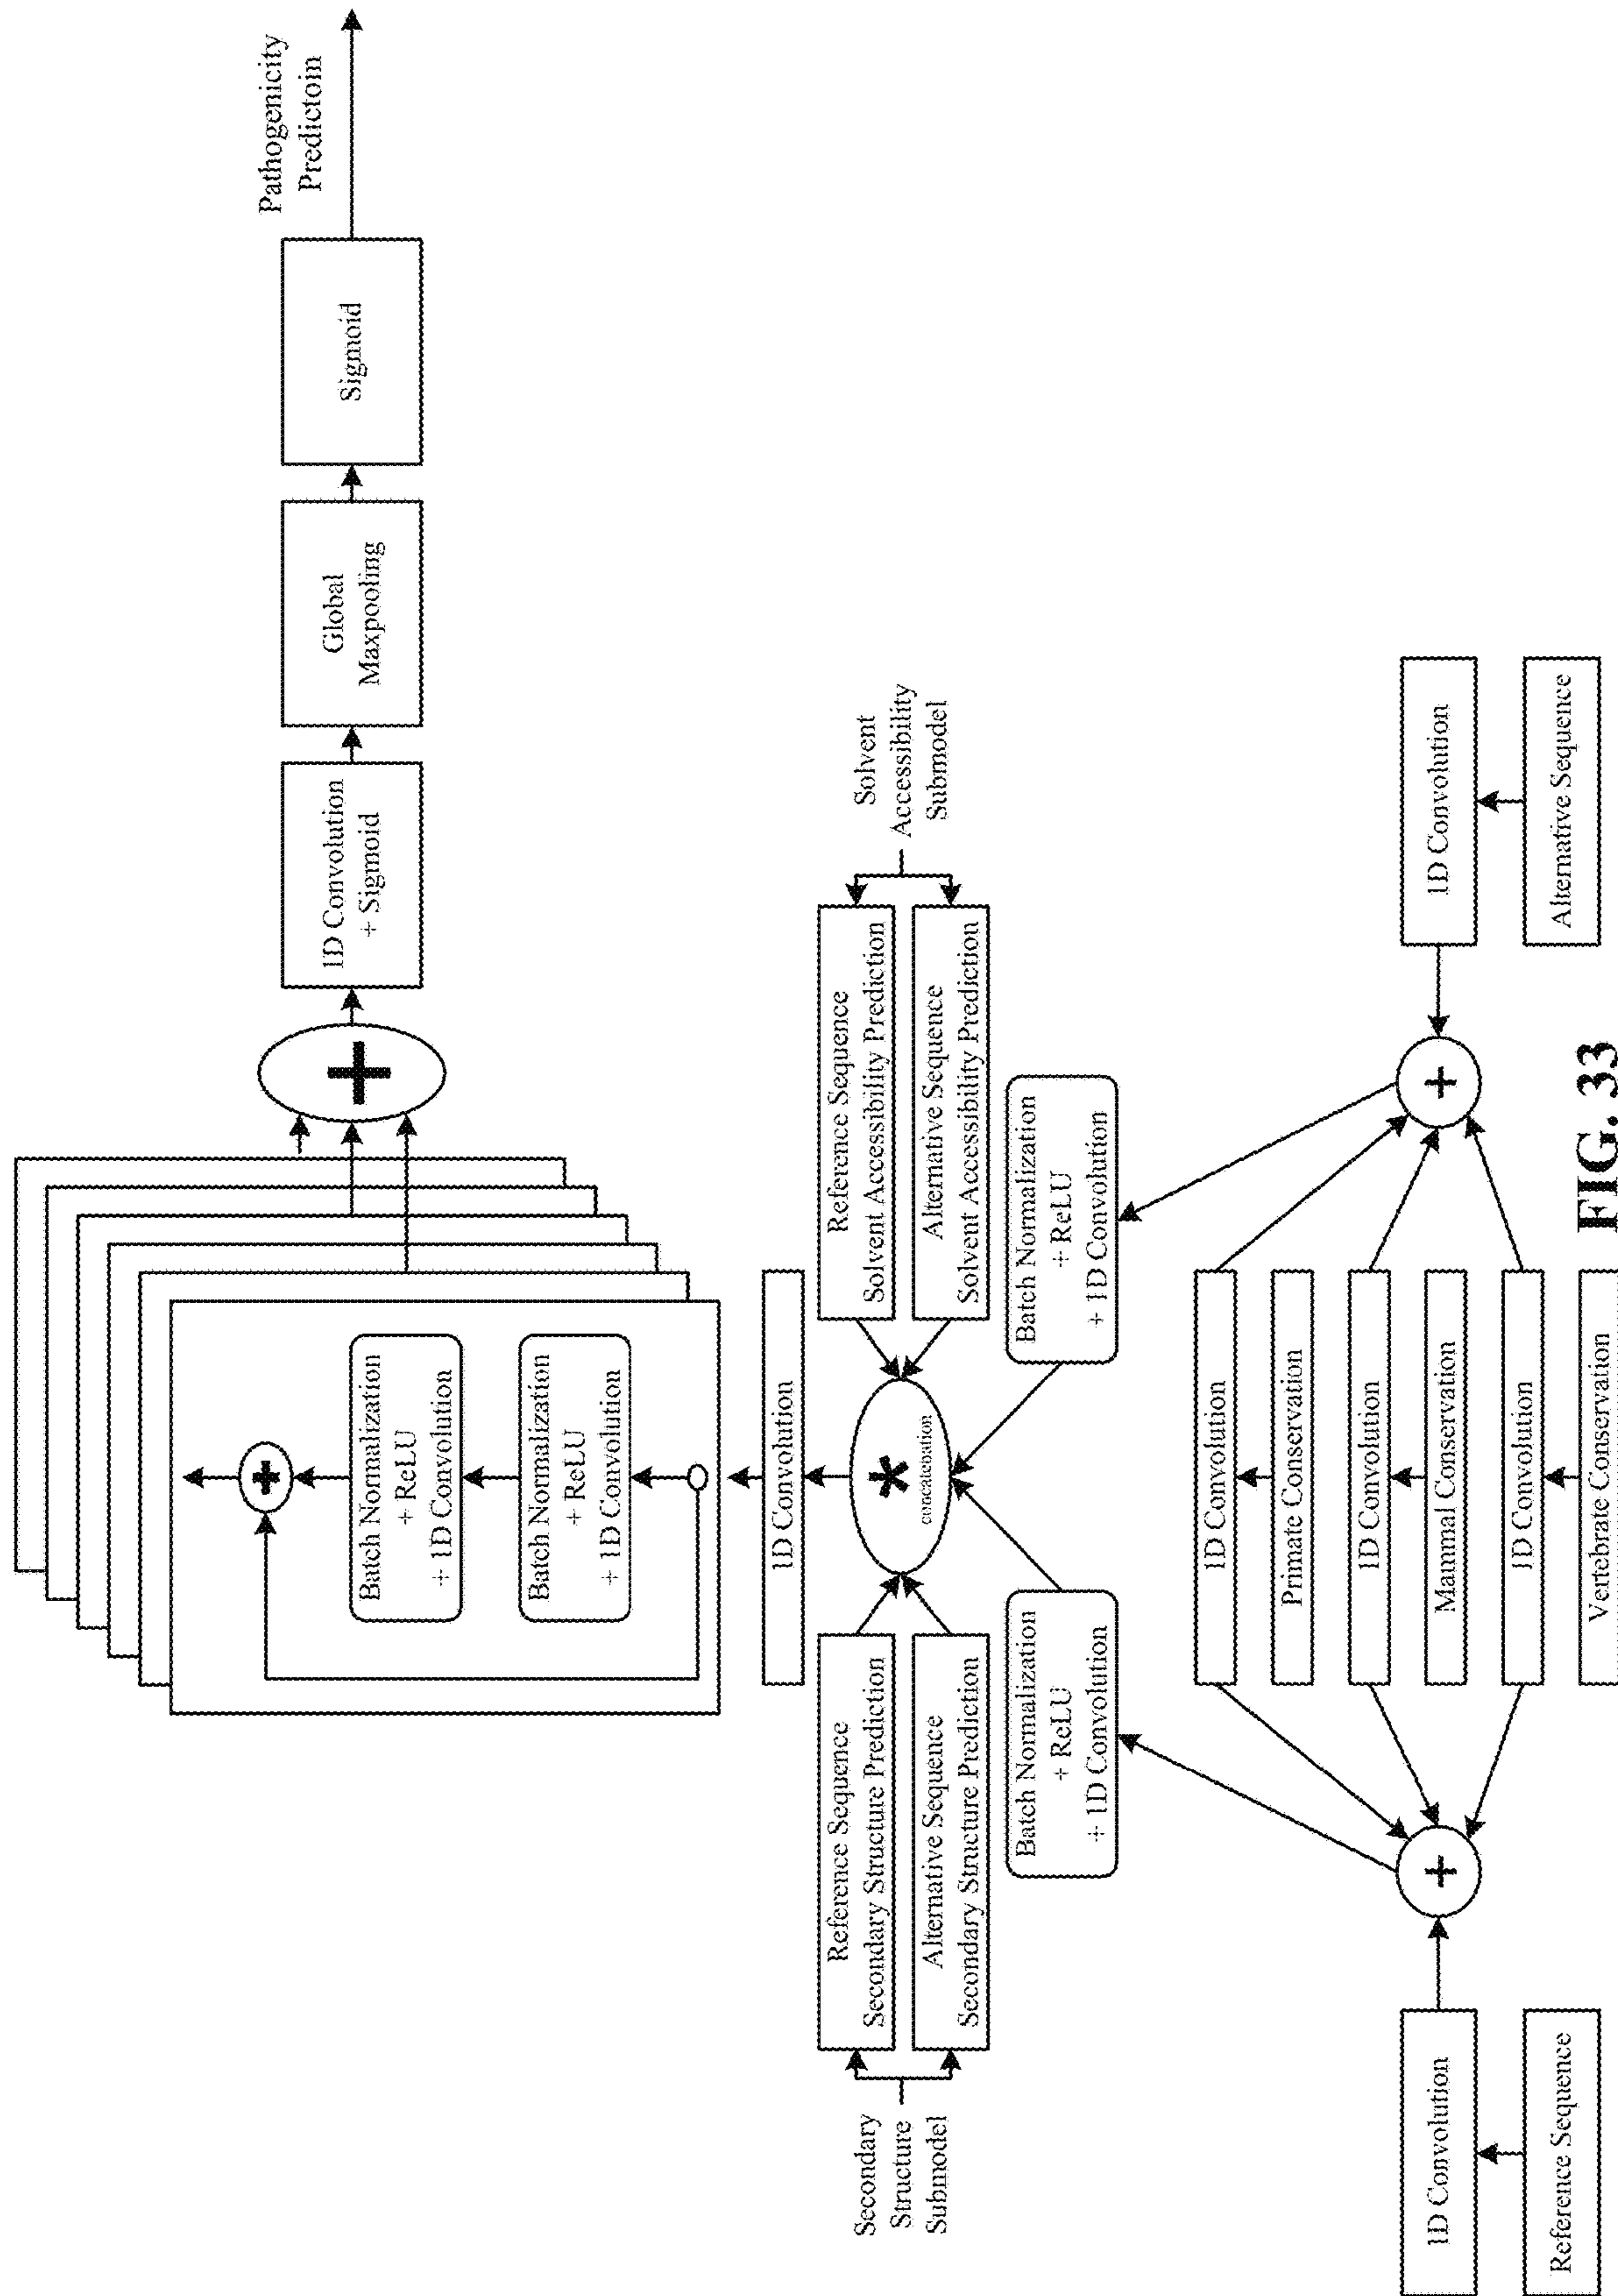 Pathogenicity
Predictoin
Sigmoid
Global
Maxpooling
1D Convolution
+ Sigmoid
+
+
Batch Normalization
+ ReLU
+ 1D Convolution
Batch Normalization
+ ReLU
+ 1D Convolution
1D Convolution
Secondary
Structure
Submodel
Reference Sequence
Secondary Structure Prediction
Alternative Sequence
Secondary Structure Prediction
*
concatenation
Reference Sequence
Solvent Accessibility Prediction
Alternative Sequence
Solvent Accessibility Prediction
Solvent
Accessibility
Submodel
Batch Normalization
+ ReLU
+ 1D Convolution
Batch Normalization
+ ReLU
+ 1D Convolution
1D Convolution
Reference Sequence
+
1D Convolution
Primate Conservation
1D Convolution
Mammal Conservation
1D Convolution
Vertebrate Conservation
+
1D Convolution
Alternative Sequence
FIG. 33